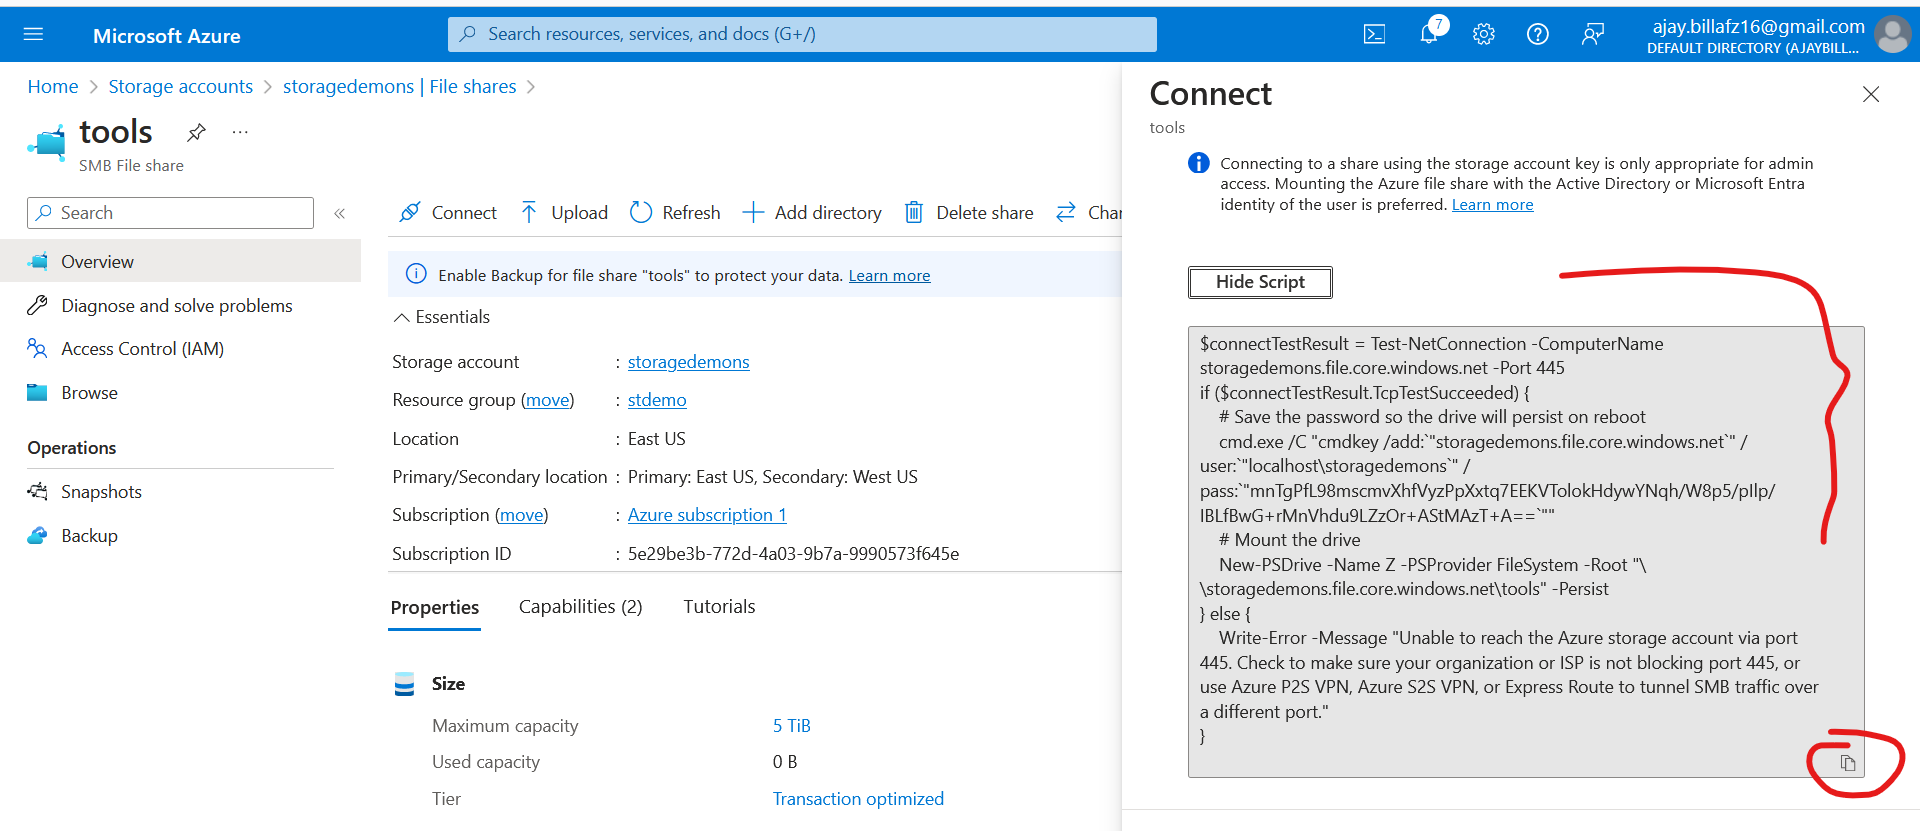 Microsoft Azure
Search resources, services, and docs (G+/)
7
ajay.billafz16@gmail.com
DEFAULT DIRECTORY (AJAYBILL...
Home > Storage accounts > storagedemons | File shares >
tools
...
SMB File share
Search
«
Overview
Diagnose and solve problems
Access Control (IAM)
Browse
Operations
Snapshots
Backup
Connect
Upload
Refresh
Add directory
Delete share
Chan
Enable Backup for file share "tools" to protect your data. Learn more
Essentials
Storage account : storagedemons
Resource group (move) : stdemo
Location : East US
Primary/Secondary location : Primary: East US, Secondary: West US
Subscription (move) : Azure subscription 1
Subscription ID : 5e29be3b-772d-4a03-9b7a-9990573f645e
Properties Capabilities (2) Tutorials
Size
Maximum capacity 5 TiB
Used capacity 0 B
Tier Transaction optimized
Connect
tools
Connecting to a share using the storage account key is only appropriate for admin
access. Mounting the Azure file share with the Active Directory or Microsoft Entra
identity of the user is preferred. Learn more
Hide Script
$connectTestResult = Test-NetConnection -ComputerName
storagedemons.file.core.windows.net -Port 445
if ($connectTestResult.TcpTestSucceeded) {
# Save the password so the drive will persist on reboot
cmd.exe /C "cmdkey /add:`"storagedemons.file.core.windows.net`" /
user:`"localhost\storagedemons`" /
pass:`"mnTgPfL98mscmvXhfVyzPpXxtq7EEKVTolokHdywYNqh/W8p5/pIlp/
IBLfBwG+rMnVhdu9LZzOr+AStMAzT+A==`""
# Mount the drive
New-PSDrive -Name Z -PSProvider FileSystem -Root "\
\storagedemons.file.core.windows.net\tools" -Persist
} else {
Write-Error -Message "Unable to reach the Azure storage account via port
445. Check to make sure your organization or ISP is not blocking port 445, or
use Azure P2S VPN, Azure S2S VPN, or Express Route to tunnel SMB traffic over
a different port."
}